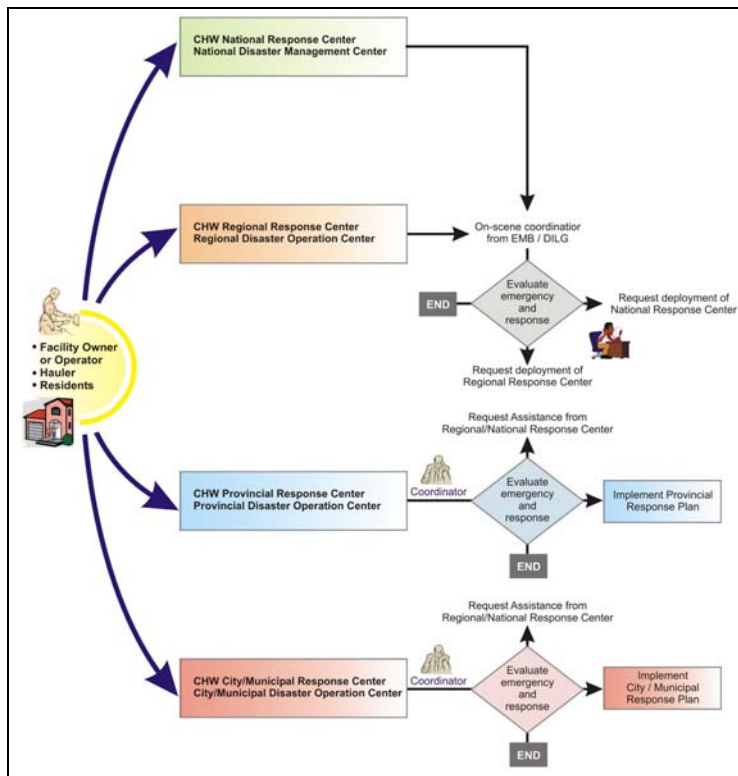 CHW National Response Center
National Disaster Management Center
CHW Regional Response Center
Regional Disaster Operation Center
On-scene coordinatior
from EMB / DILG
Evaluate
emergency
and
response
END
Request deployment of
National Response Center
Request deployment of
Regional Response Center
• Facility Owner
or Operator
• Hauler
• Residents
Request Assistance from
Regional/National Response Center
CHW Provincial Response Center
Provincial Disaster Operation Center
Coordinator
Evaluate
emergency
and
response
Implement Provincial
Response Plan
END
Request Assistance from
Regional/National Response Center
CHW City/Municipal Response Center
City/Municipal Disaster Operation Center
Coordinator
Evaluate
emergency
and
response
Implement
City / Municipal
Response Plan
END